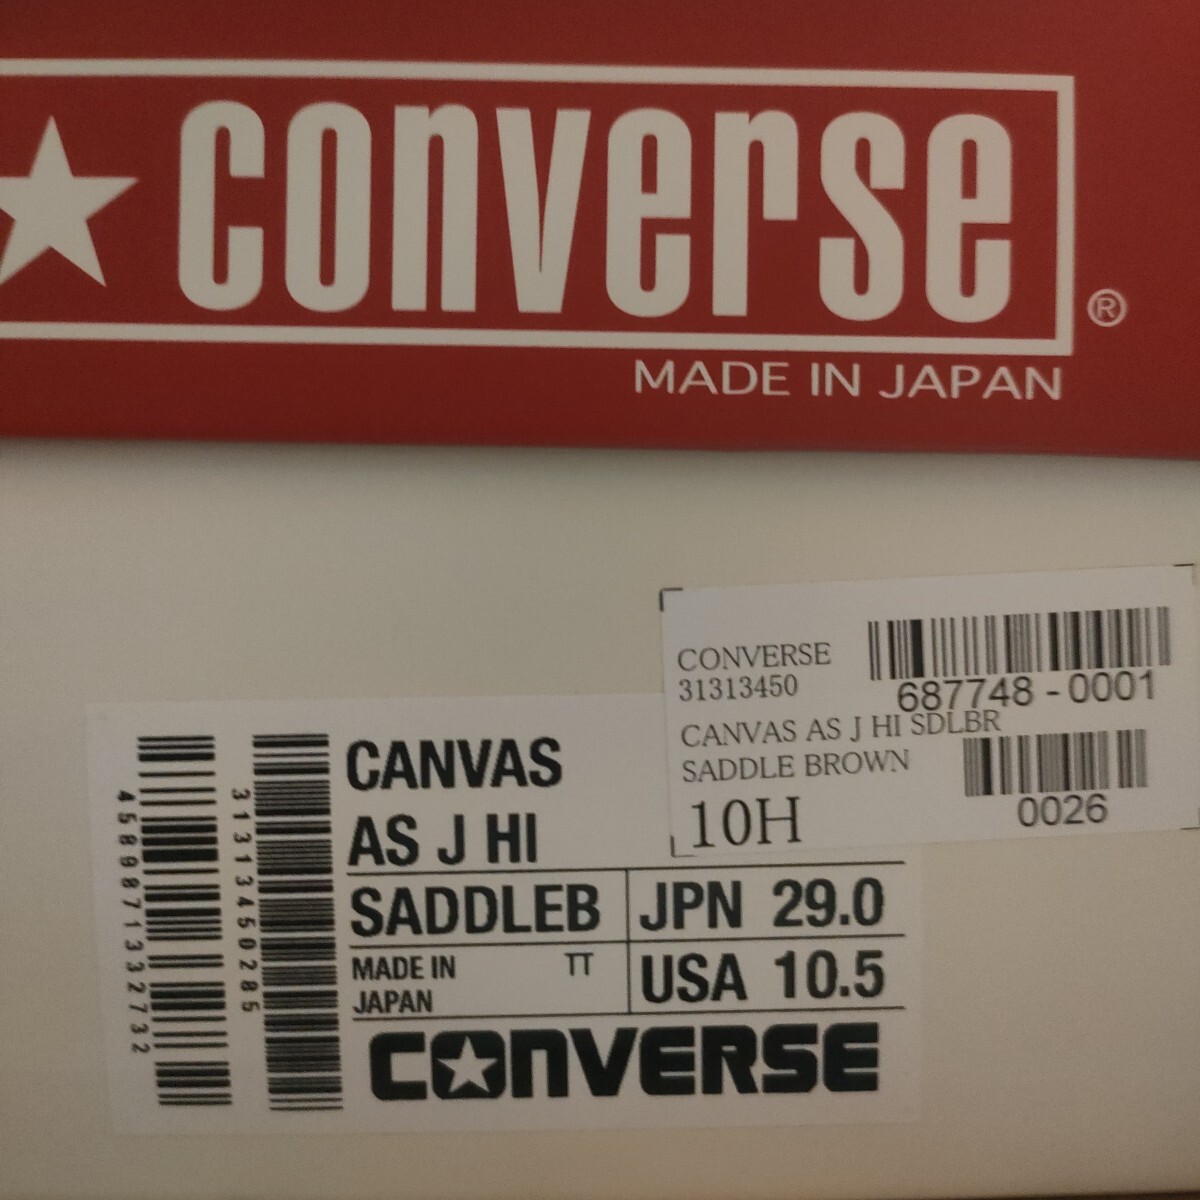 converse
®
MADE IN JAPAN
CONVERSE
31313450
687748-0001
CANVAS AS J HI SDLBR
SADDLE BROWN
10H
0026
4589871332732
31313450285
CANVAS
AS J HI
SADDLEB
JPN 29.0
MADE IN
JAPAN
TT
USA 10.5
CONVERSE